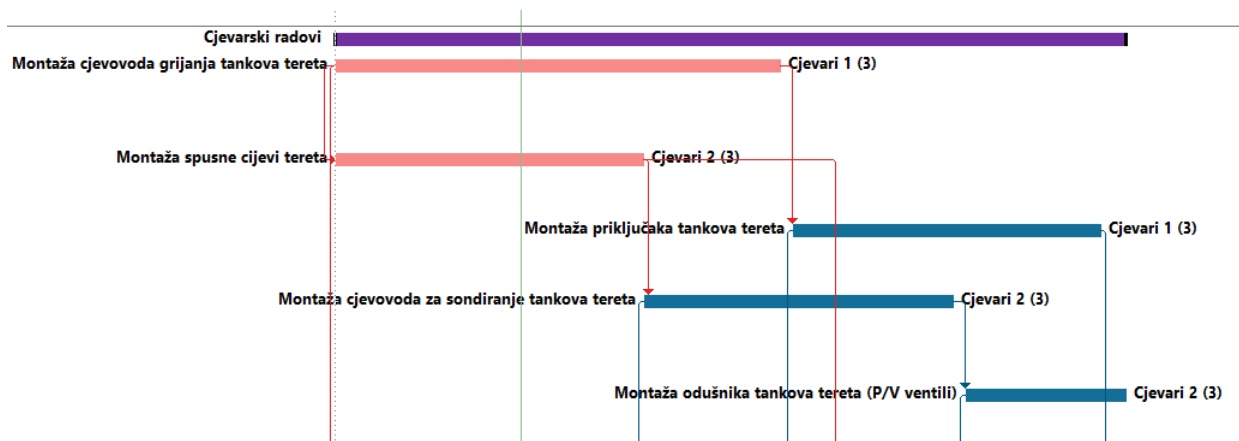 Cjevarski radovi
Montaža cjevovoda grijanja tankova tereta Cjevari 1 (3)
Montaža spusne cijevi tereta Cjevari 2 (3)
Montaža priključaka tankova tereta Cjevari 1 (3)
Montaža cjevovoda za sondiranje tankova tereta Cjevari 2 (3)
Montaža odušnika tankova tereta (P/V ventili) Cjevari 2 (3)